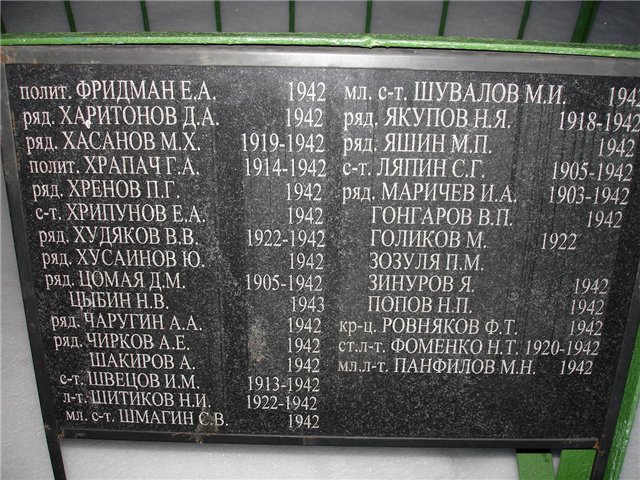 полит. ФРИДМАН Е.А. 1942
ряд. ХАРИТОНОВ Д.А. 1942
ряд. ХАСАНОВ М.Х. 1919-1942
полит. ХРАПАЧ Г.А. 1914-1942
ряд. ХРЕНОВ П.Г. 1942
с-т. ХРИПУНОВ Е.А. 1942
ряд. ХУДЯКОВ В.В. 1922-1942
ряд. ХУСАИНОВ Ю. 1942
ряд. ЦОМАЯ Д.М. 1905-1942
ЦЫБИН Н.В. 1943
ряд. ЧАРУГИН А.А. 1942
ряд. ЧИРКОВ А.Е. 1942
ШАКИРОВ А. 1942
с-т. ШВЕЦОВ И.М. 1913-1942
л-т. ШИТИКОВ Н.И. 1922-1942
мл. с-т. ШМАГИН С.В. 1942
мл. с-т. ШУВАЛОВ М.И. 1942
ряд. ЯКУПОВ Н.Я. 1918-1942
ряд. ЯШИН М.П. 1942
с-т. ЛЯПИН С.Г. 1905-1942
ряд. МАРИЧЕВ И.А. 1903-1942
ГОНГАРОВ В.П. 1942
ГОЛИКОВ М. 1922
ЗОЗУЛЯ П.М.
ЗИНУРОВ Я. 1942
ПОПОВ Н.П. 1942
кр-ц. РОВНЯКОВ Ф.Т. 1942
ст.л-т. ФОМЕНКО Н.Т. 1920-1942
мл.л-т. ПАНФИЛОВ М.Н. 1942